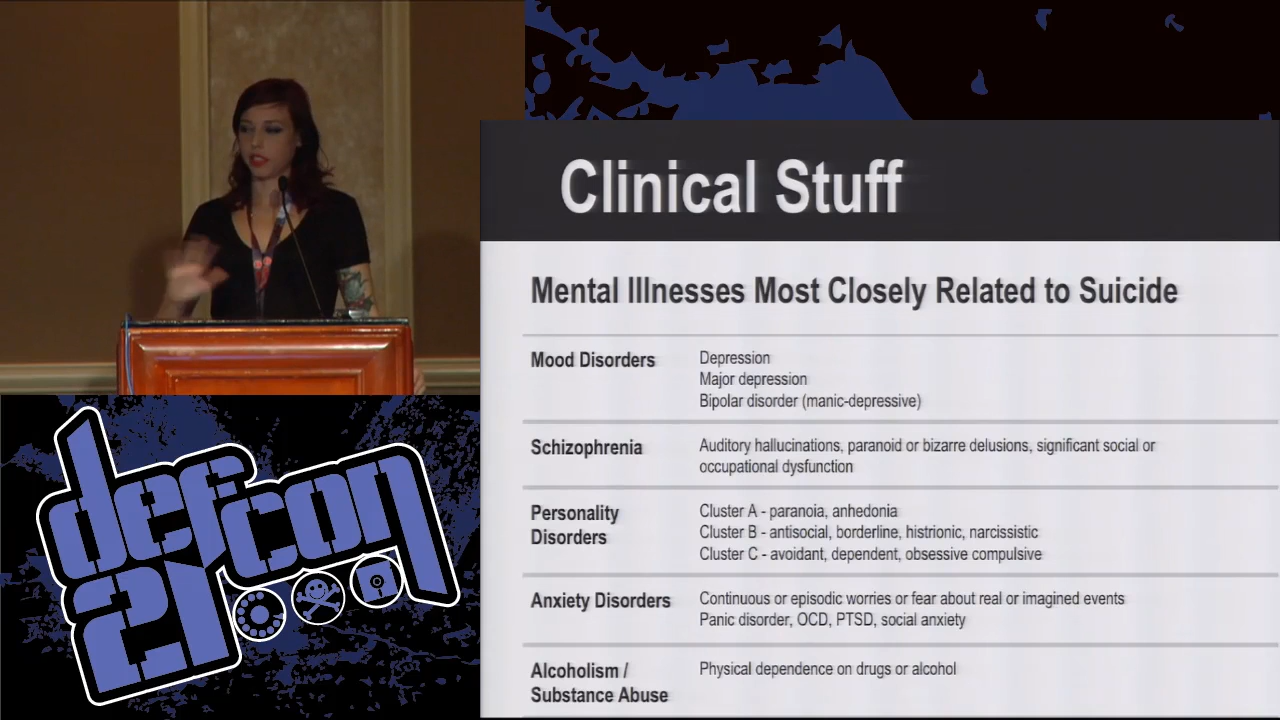 Clinical Stuff
Mental Illnesses Most Closely Related to Suicide
Mood Disorders
Depression
Major depression
Bipolar disorder (manic-depressive)
Schizophrenia
Auditory hallucinations, paranoid or bizarre delusions, significant social or
occupational dysfunction
Personality
Disorders
Cluster A - paranoia, anhedonia
Cluster B - antisocial, borderline, histrionic, narcissistic
Cluster C - avoidant, dependent, obsessive compulsive
Anxiety Disorders
Continuous or episodic worries or fear about real or imagined events
Panic disorder, OCD, PTSD, social anxiety
Alcoholism /
Substance Abuse
Physical dependence on drugs or alcohol
defcon
21